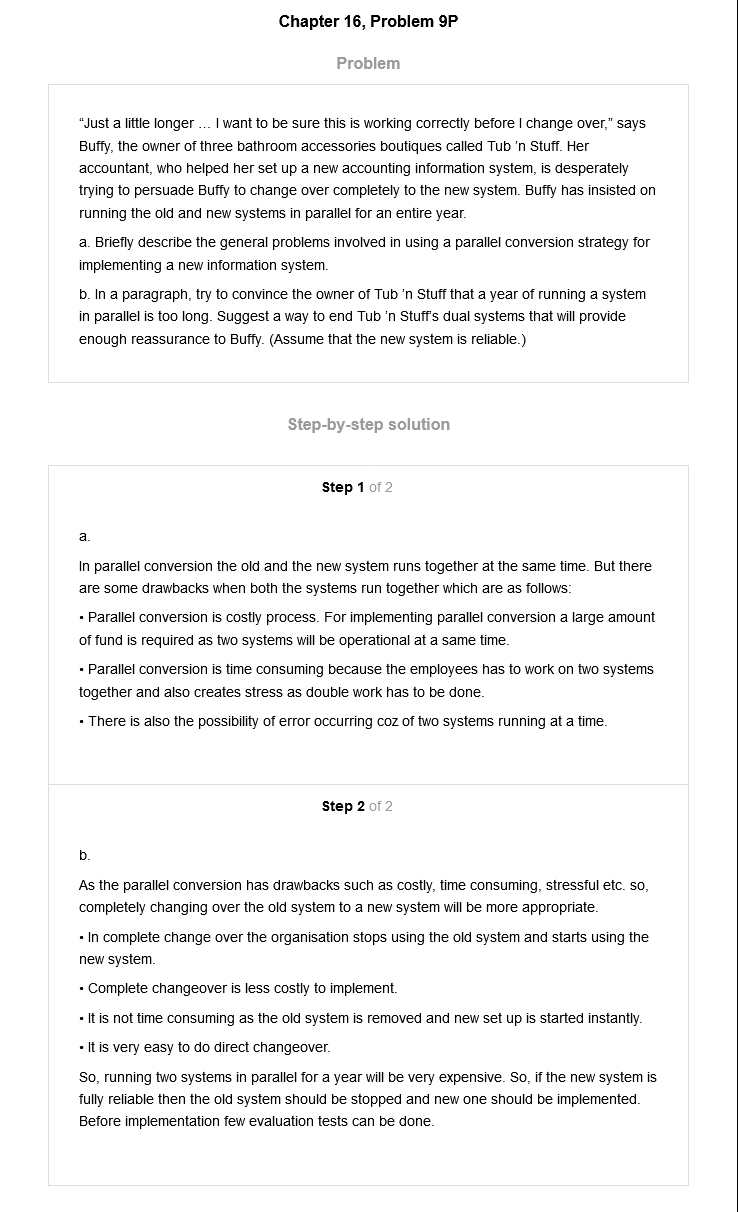 Chapter 16, Problem 9P
Problem
“Just a little longer … I want to be sure this is working correctly before I change over,” says
Buffy, the owner of three bathroom accessories boutiques called Tub ’n Stuff. Her
accountant, who helped her set up a new accounting information system, is desperately
trying to persuade Buffy to change over completely to the new system. Buffy has insisted on
running the old and new systems in parallel for an entire year.
a. Briefly describe the general problems involved in using a parallel conversion strategy for
implementing a new information system.
b. In a paragraph, try to convince the owner of Tub ’n Stuff that a year of running a system
in parallel is too long. Suggest a way to end Tub ’n Stuff’s dual systems that will provide
enough reassurance to Buffy. (Assume that the new system is reliable.)
Step-by-step solution
Step 1 of 2
a.
In parallel conversion the old and the new system runs together at the same time. But there
are some drawbacks when both the systems run together which are as follows:
• Parallel conversion is costly process. For implementing parallel conversion a large amount
of fund is required as two systems will be operational at a same time.
• Parallel conversion is time consuming because the employees has to work on two systems
together and also creates stress as double work has to be done.
• There is also the possibility of error occurring coz of two systems running at a time.
Step 2 of 2
b.
As the parallel conversion has drawbacks such as costly, time consuming, stressful etc. so,
completely changing over the old system to a new system will be more appropriate.
• In complete change over the organisation stops using the old system and starts using the
new system.
• Complete changeover is less costly to implement.
• It is not time consuming as the old system is removed and new set up is started instantly.
• It is very easy to do direct changeover.
So, running two systems in parallel for a year will be very expensive. So, if the new system is
fully reliable then the old system should be stopped and new one should be implemented.
Before implementation few evaluation tests can be done.